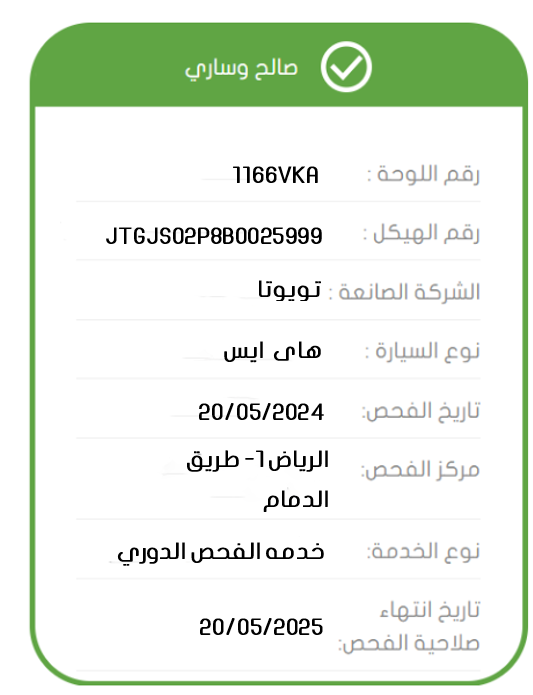 صالح وساري
رقم اللوحة : 1166VKA
رقم الهيكل : JTGJS02P8B0025999
الشركة الصانعة : تويوتا
نوع السيارة : هاى ايس
تاريخ الفحص: 20/05/2024
مركز الفحص: الرياض1- طريق
الدمام
نوع الخدمة: خدمه الفحص الدوري
تاريخ انتهاء
صلاحية الفحص: 20/05/2025